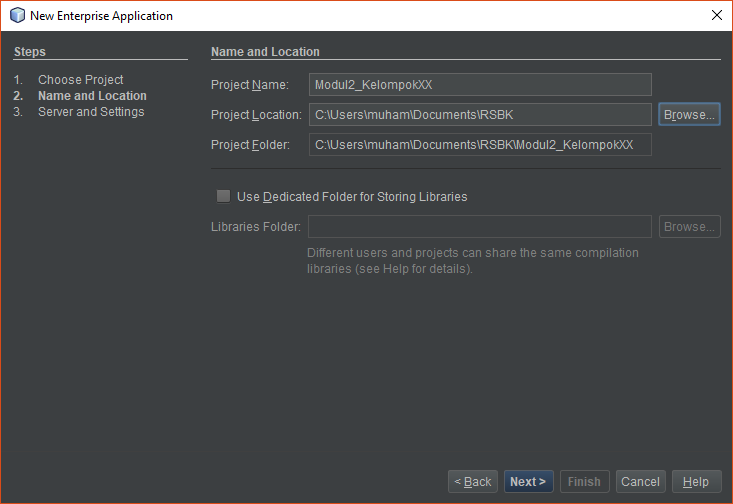 New Enterprise Application
Steps
1. Choose Project
2. Name and Location
3. Server and Settings
Name and Location
Project Name: Modul2_KelompokXX
Project Location: C:\Users\muham\Documents\RSBK Browse...
Project Folder: C:\Users\muham\Documents\RSBK\Modul2_KelompokXX
Use Dedicated Folder for Storing Libraries
Libraries Folder: Browse...
Different users and projects can share the same compilation
libraries (see Help for details).
< Back Next > Finish Cancel Help